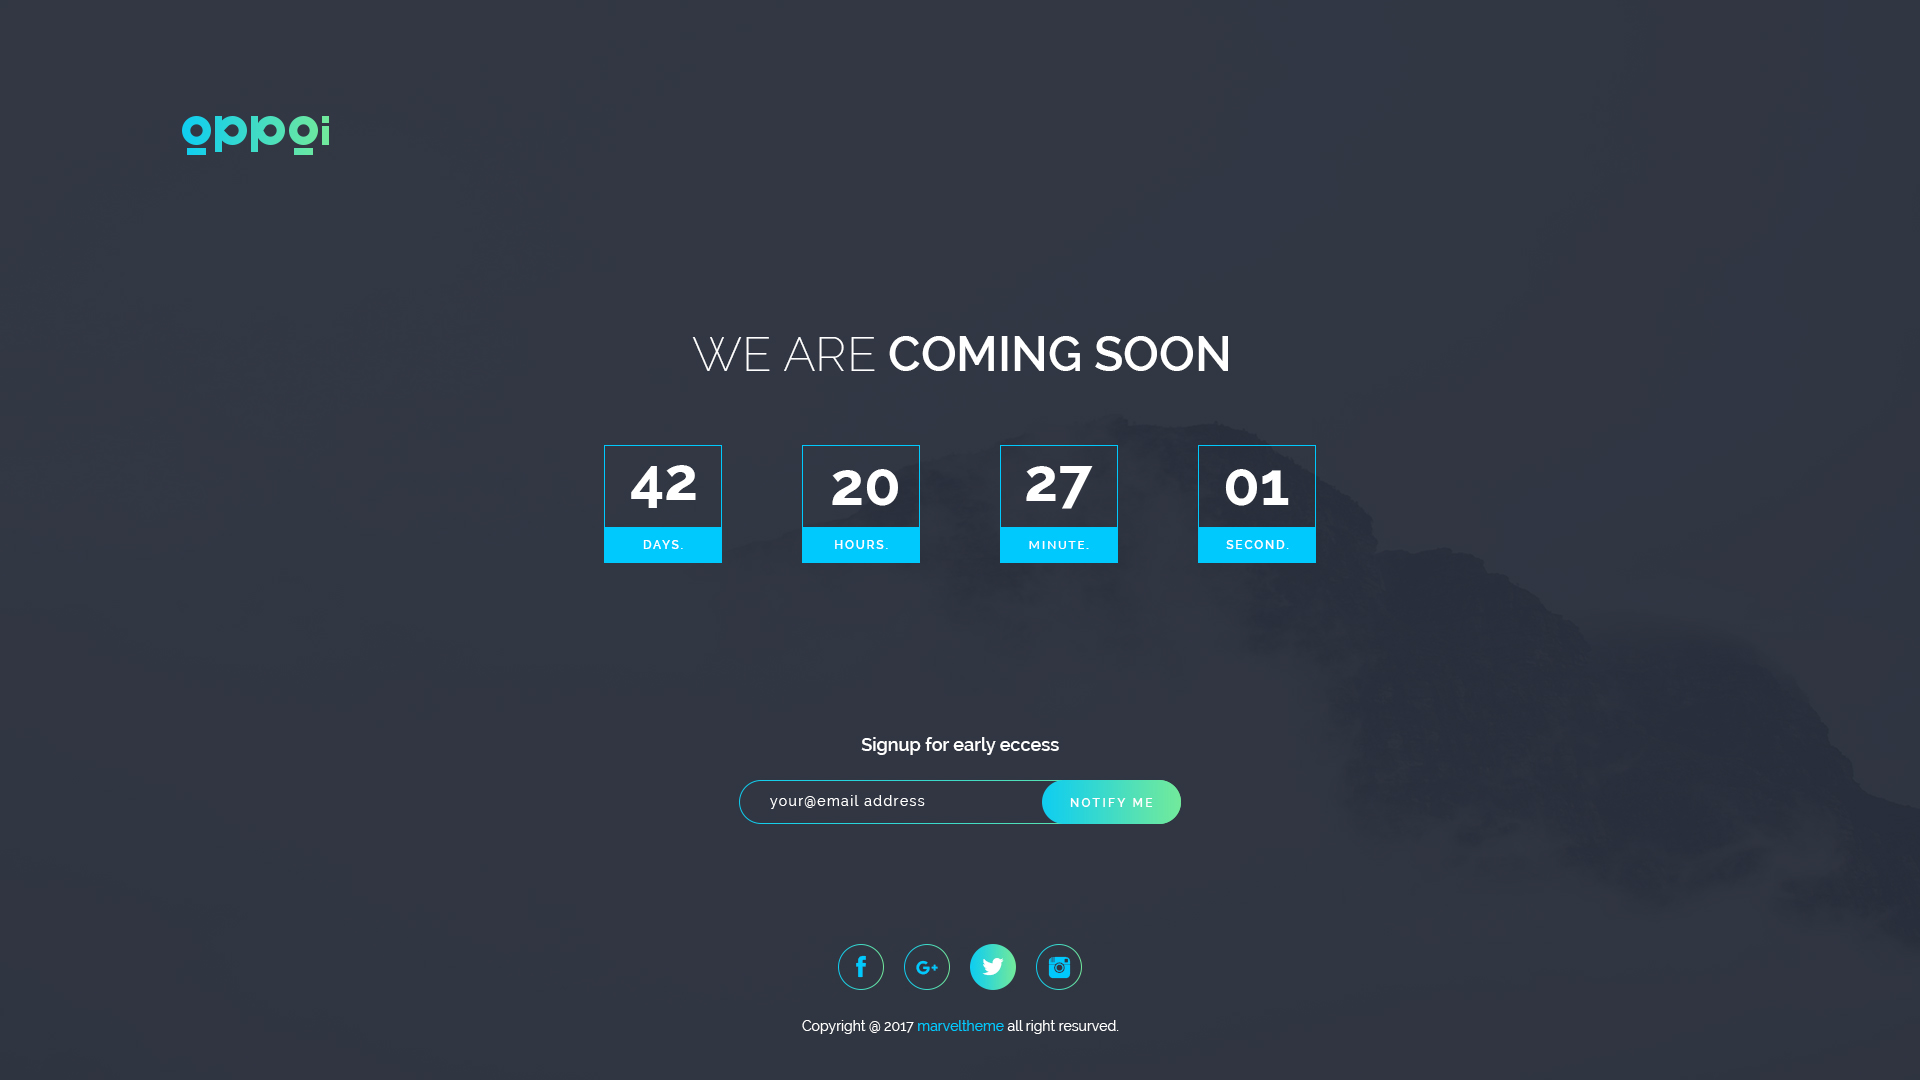 oppoi
WE ARE COMING SOON
42 20 27 01
DAYS. HOURS. MINUTE. SECOND.
Signup for early eccess
your@email address NOTIFY ME
f G+
Copyright @ 2017 marveltheme all right resurved.